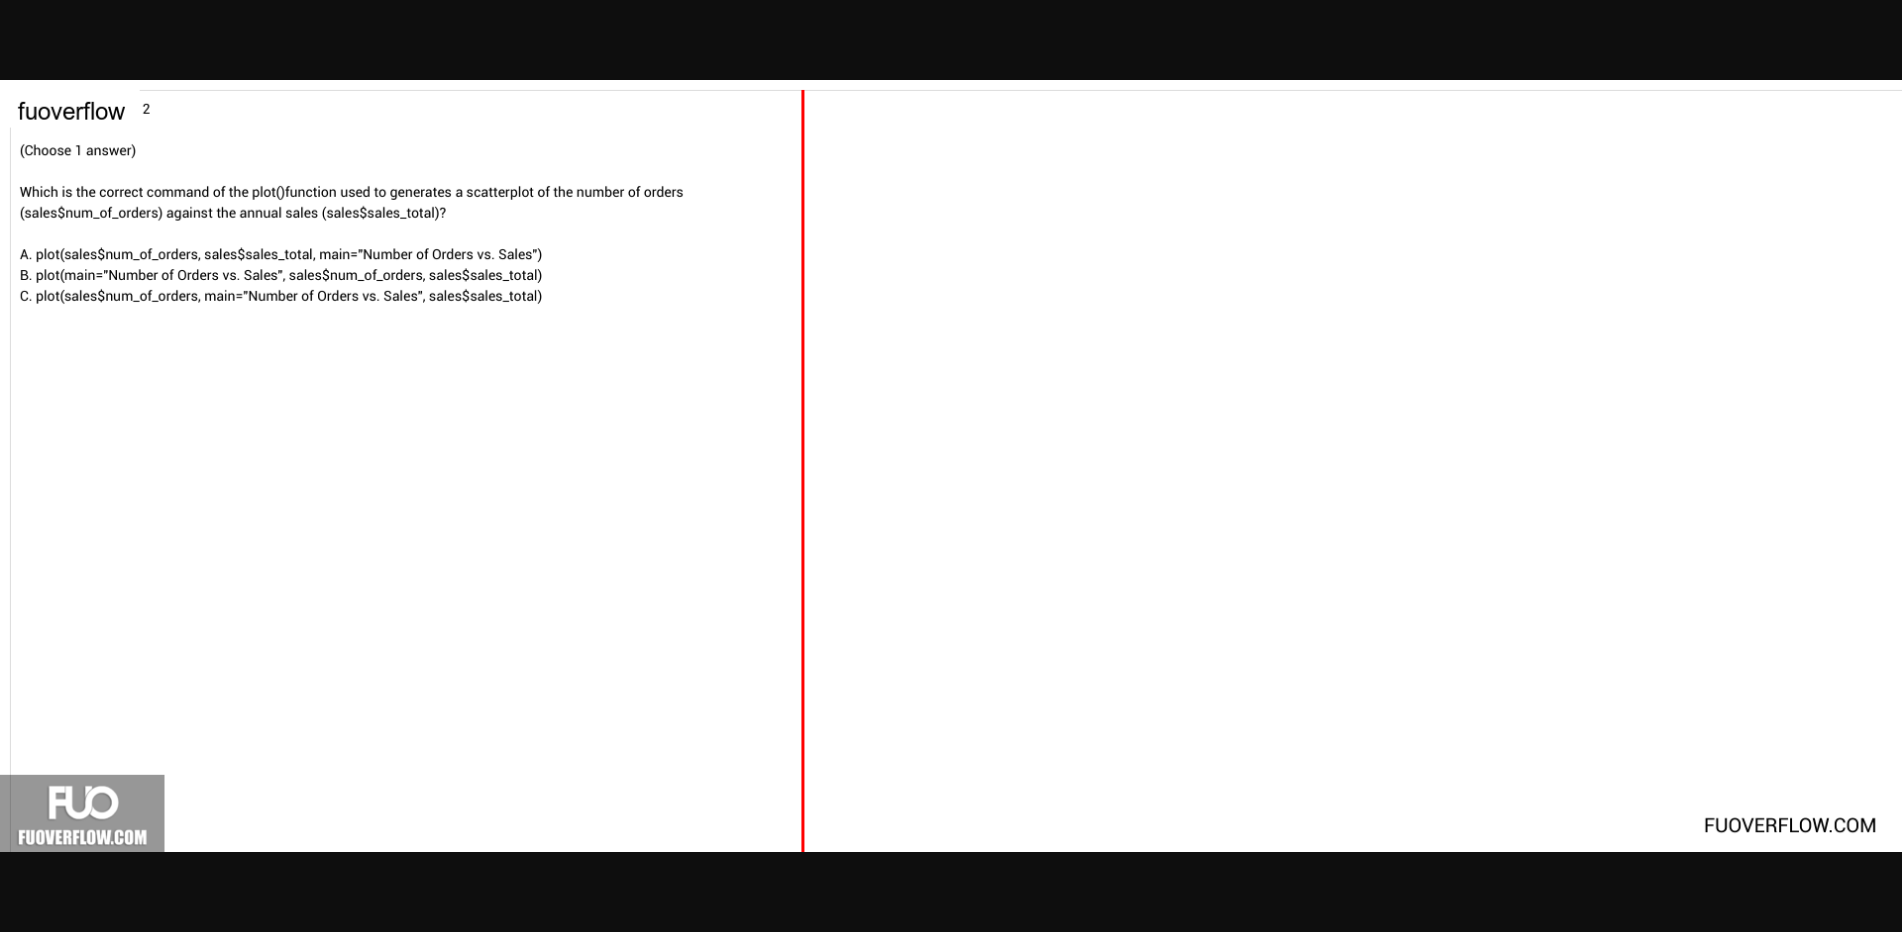 fuoverflow 2
(Choose 1 answer)
Which is the correct command of the plot()function used to generates a scatterplot of the number of orders
(sales$num_of_orders) against the annual sales (sales$sales_total)?
A. plot(sales$num_of_orders, sales$sales_total, main="Number of Orders vs. Sales")
B. plot(main="Number of Orders vs. Sales", sales$num_of_orders, sales$sales_total)
C. plot(sales$num_of_orders, main="Number of Orders vs. Sales", sales$sales_total)
FUO
FUOVERFLOW.COM
FUOVERFLOW.COM